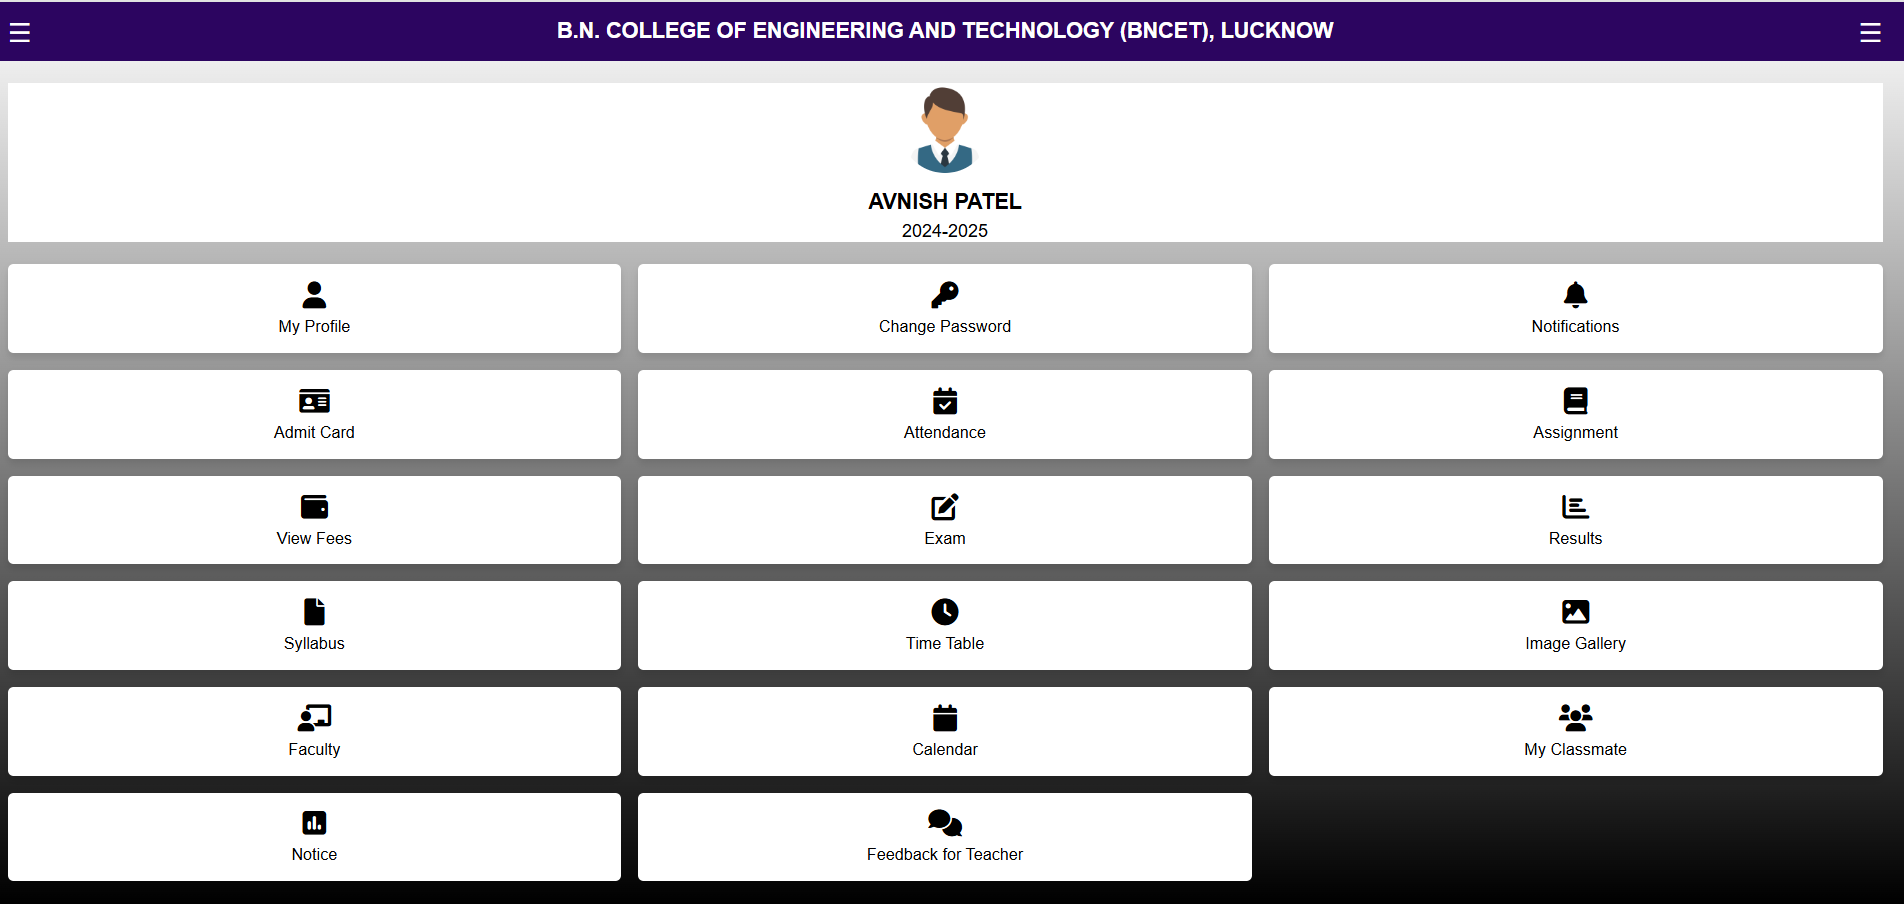 B.N. COLLEGE OF ENGINEERING AND TECHNOLOGY (BNCET), LUCKNOW
AVNISH PATEL
2024-2025
My Profile
Change Password
Notifications
Admit Card
Attendance
Assignment
View Fees
Exam
Results
Syllabus
Time Table
Image Gallery
Faculty
Calendar
My Classmate
Notice
Feedback for Teacher